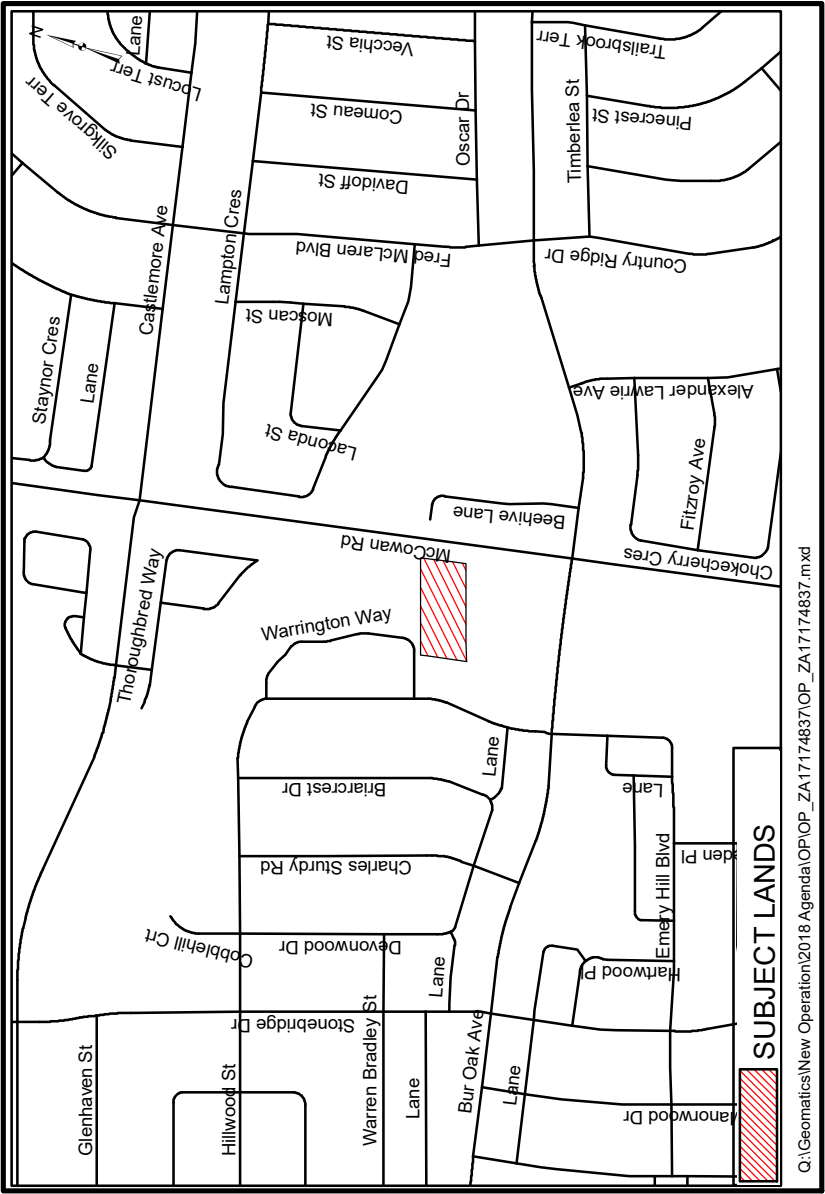 N
Lane
Locust Terr
Silkgrove Terr
Castlemore Ave
Lampton Cres
Vecchia St
Comeau St
Davidoff St
Oscar Dr
Trailsbrook Terr
Timberlea St
Pinecrest St
Fred McLaren Blvd
Country Ridge Dr
Moscan St
Staynor Cres
Lane
Laconda St
Alexander Lawrie Ave
Fitzroy Ave
Beehive Lane
McCowan Rd
Chokecherry Cres
Thoroughbred Way
Warrington Way
Lane
Briarcrest Dr
Lane
Charles Sturdy Rd
Emery Hill Blvd
eden Pl
Cobblehill Crt
Devonwood Dr
Lane
Hartwood Pl
Stonebridge Dr
Warren Bradley St
Bur Oak Ave
Glenhaven St
Hillwood St
Lane
Lane
Manorwood Dr
SUBJECT LANDS
Q:\Geomatics\New Operation\2018 Agenda\OP\OP_ZA17174837\OP_ZA17174837.mxd